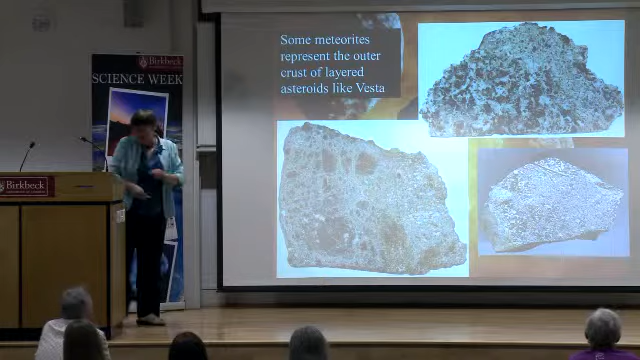 Some meteorites
represent the outer
crust of layered
asteroids like Vesta
Birkbeck
SCIENCE WEEK
Birkbeck